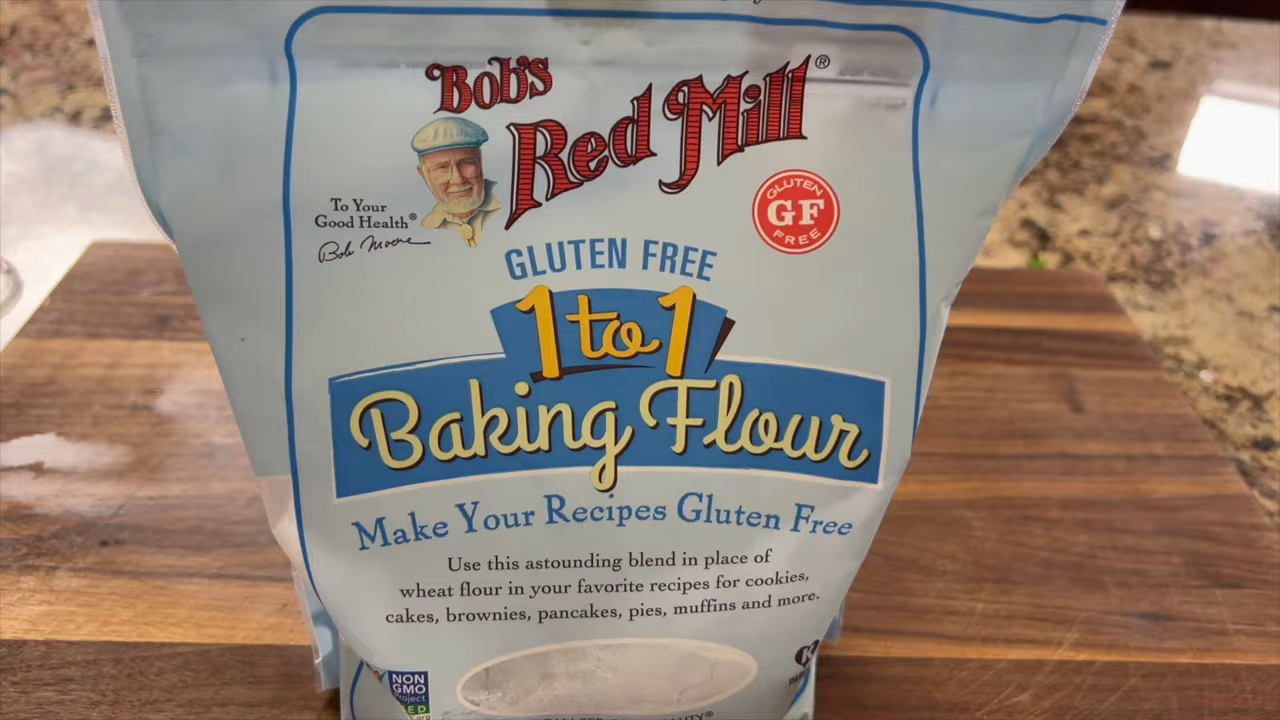 Bob's
Red Mill®
To Your
Good Health®
Bob Moore
GLUTEN
GF
FREE
GLUTEN FREE
1 to 1
Baking Flour
Make Your Recipes Gluten Free
Use this astounding blend in place of
wheat flour in your favorite recipes for cookies,
cakes, brownies, pancakes, pies, muffins and more.
NON
GMO
Project
K